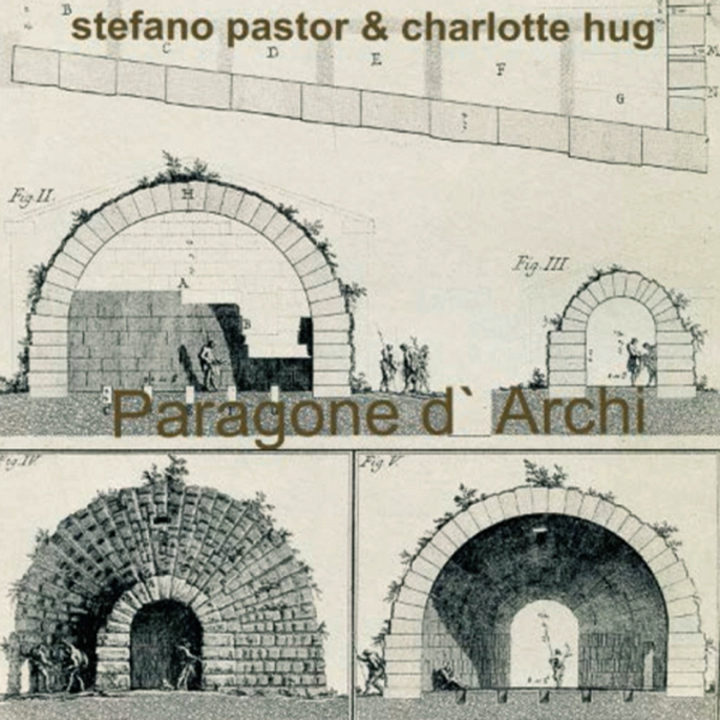 stefano pastor & charlotte hug
B
C
D
E
F
G
I
M
N
Fig. II.
H
A
B
Fig. III
Paragone d` Archi
Fig. IV.
Fig. V.